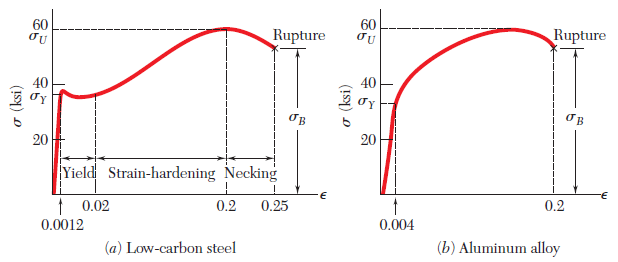 60
σU
Rupture
40
σY
σ (ksi)
σB
20
Yield Strain-hardening Necking
ϵ
0.02 0.2 0.25
0.0012
(a) Low-carbon steel
60
σU
Rupture
40
σY
σ (ksi)
σB
20
ϵ
0.2
0.004
(b) Aluminum alloy